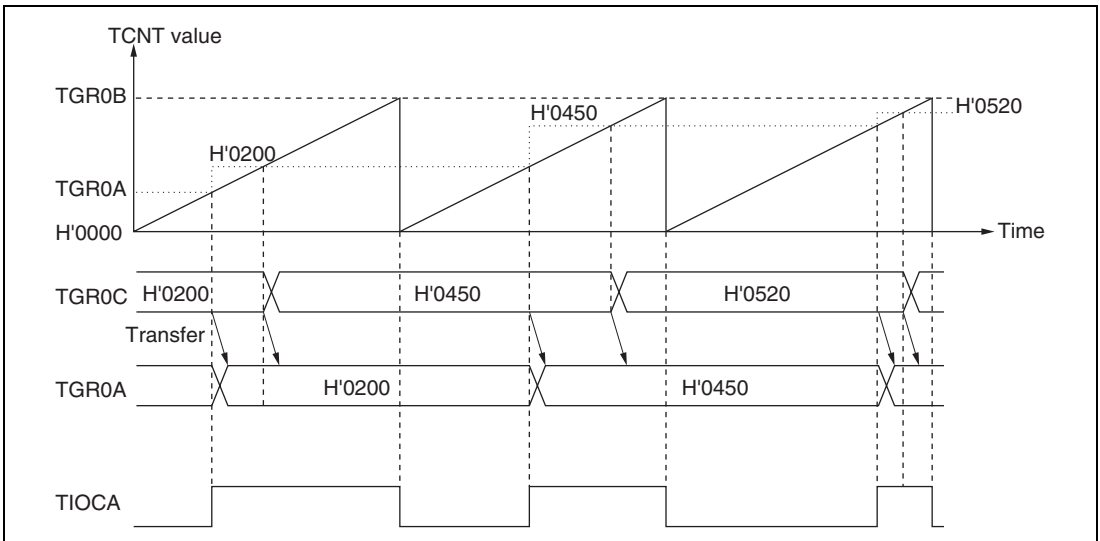 TCNT value
TGR0B
H'0520
H'0450
H'0200
TGR0A
H'0000
Time
TGR0C
H'0200
H'0450
H'0520
Transfer
TGR0A
H'0200
H'0450
TIOCA